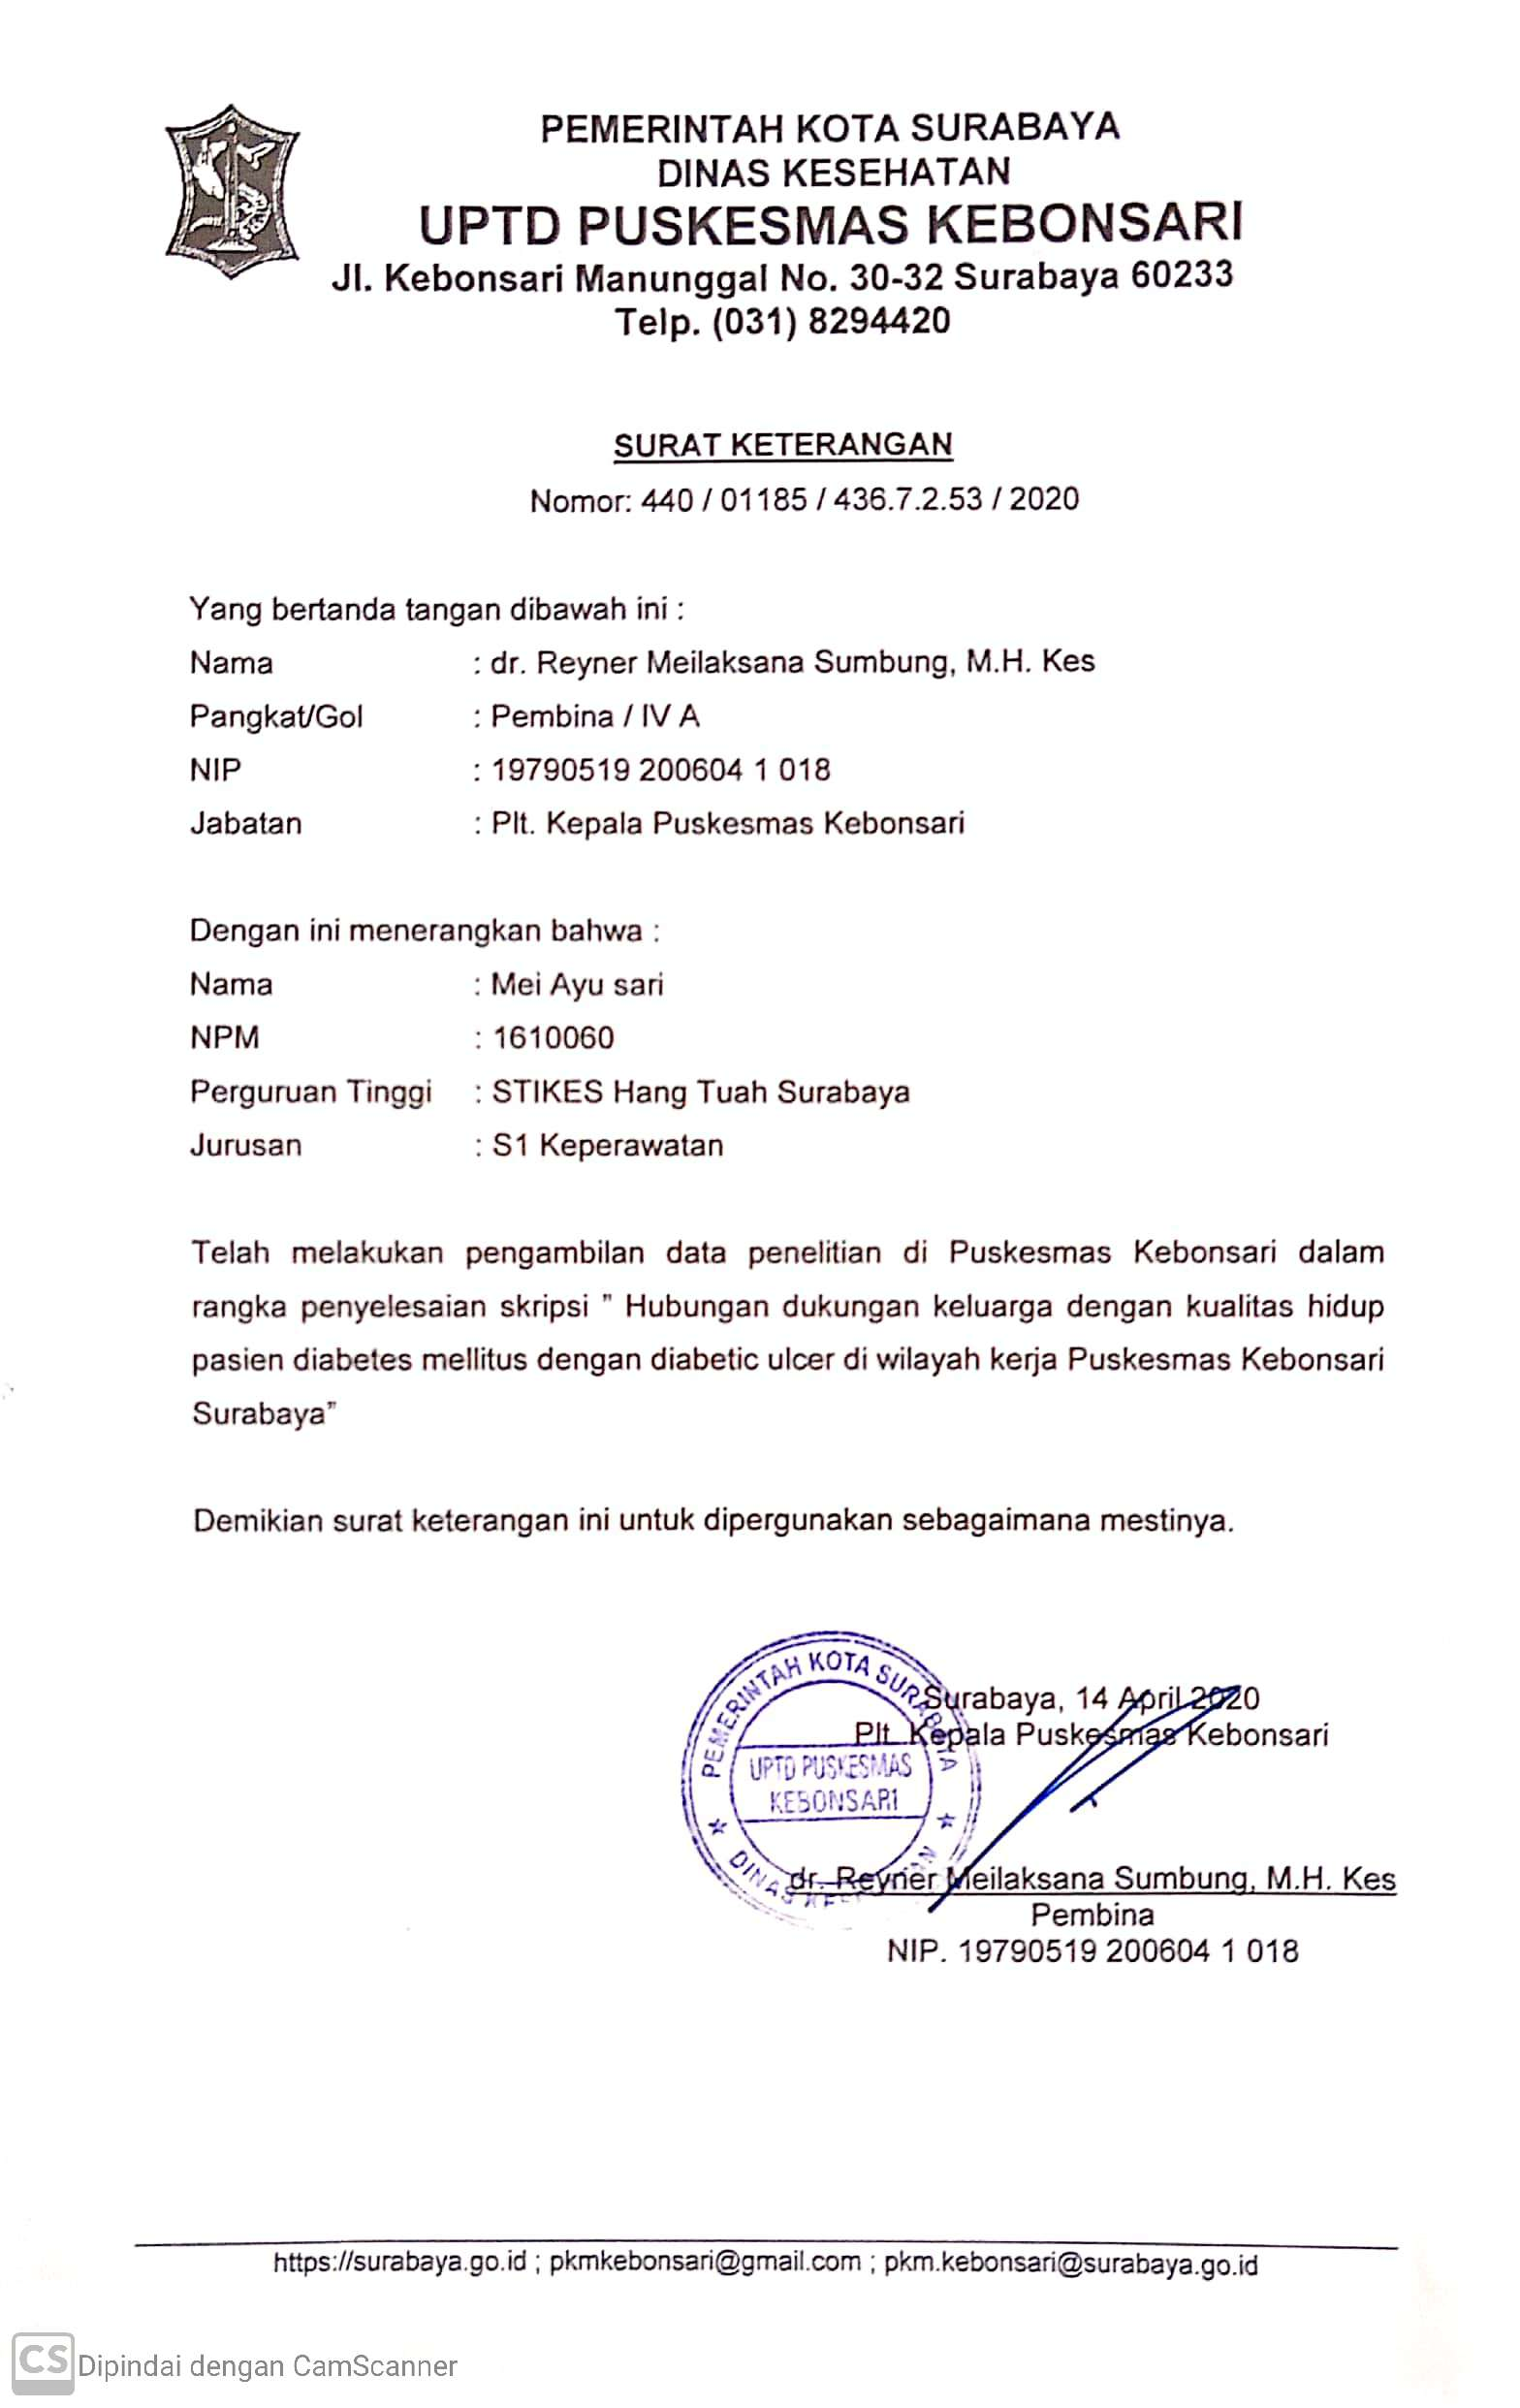 PEMERINTAH KOTA SURABAYA
DINAS KESEHATAN
UPTD PUSKESMAS KEBONSARI
Jl. Kebonsari Manunggal No. 30-32 Surabaya 60233
Telp. (031) 8294420
SURAT KETERANGAN
Nomor: 440 / 01185 / 436.7.2.53 / 2020
Yang bertanda tangan dibawah ini :
Nama : dr. Reyner Meilaksana Sumbung, M.H. Kes
Pangkat/Gol : Pembina / IV A
NIP : 19790519 200604 1 018
Jabatan : Plt. Kepala Puskesmas Kebonsari
Dengan ini menerangkan bahwa :
Nama : Mei Ayu sari
NPM : 1610060
Perguruan Tinggi : STIKES Hang Tuah Surabaya
Jurusan : S1 Keperawatan
Telah melakukan pengambilan data penelitian di Puskesmas Kebonsari dalam
rangka penyelesaian skripsi " Hubungan dukungan keluarga dengan kualitas hidup
pasien diabetes mellitus dengan diabetic ulcer di wilayah kerja Puskesmas Kebonsari
Surabaya"
Demikian surat keterangan ini untuk dipergunakan sebagaimana mestinya.
PEMERINTAH KOTA SURABAYA
UPTD PUSKESMAS
KEBONSARI
DINAS
Surabaya, 14 April 2020
Plt. Kepala Puskesmas Kebonsari
dr. Reyner Meilaksana Sumbung, M.H. Kes
Pembina
NIP. 19790519 200604 1 018
https://surabaya.go.id ; pkmkebonsari@gmail.com ; pkm.kebonsari@surabaya.go.id
CS Dipindai dengan CamScanner